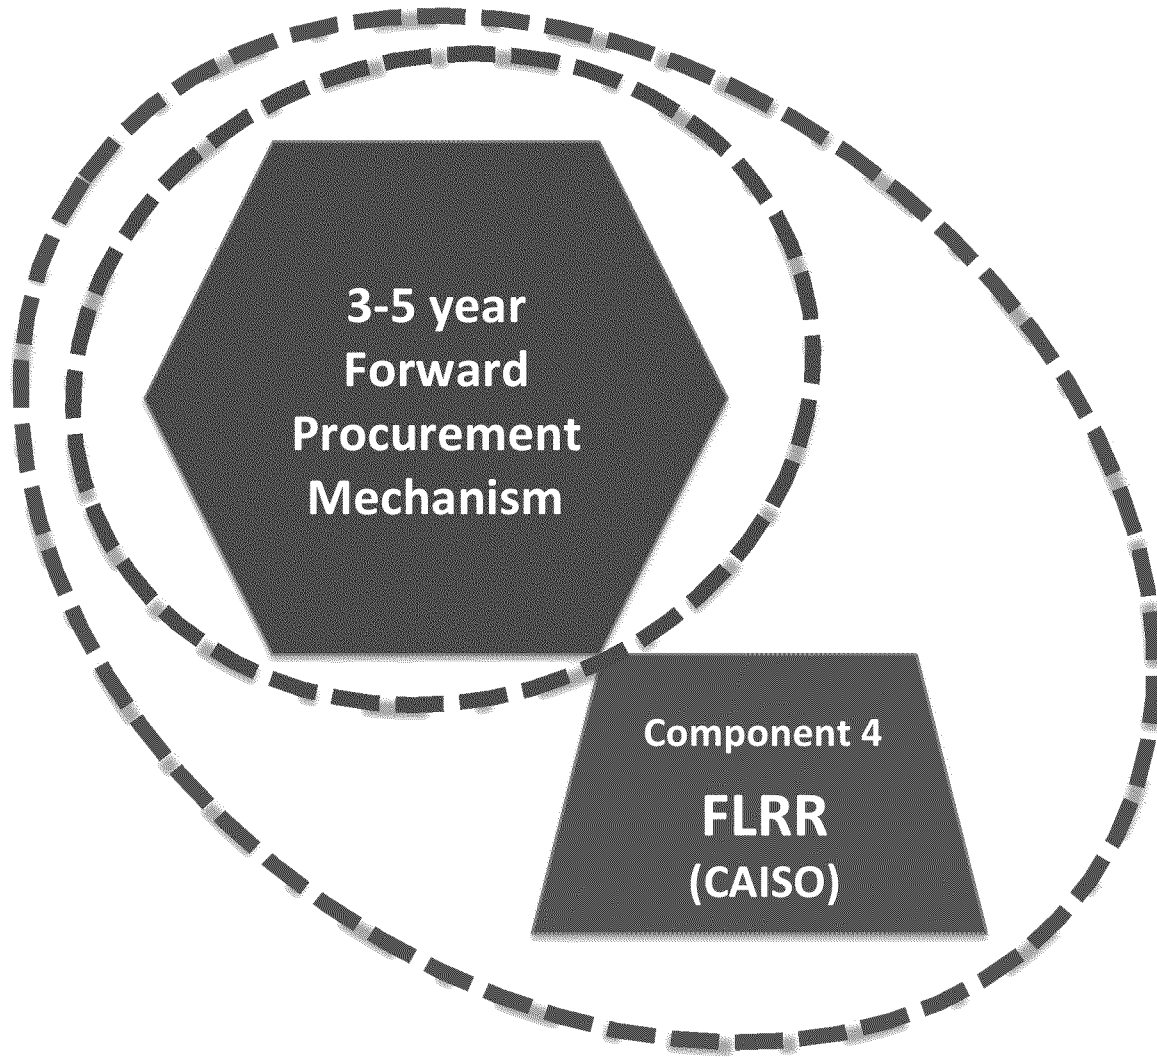 3-5 year
Forward
Procurement
Mechanism
Component 4
FLRR
(CAISO)